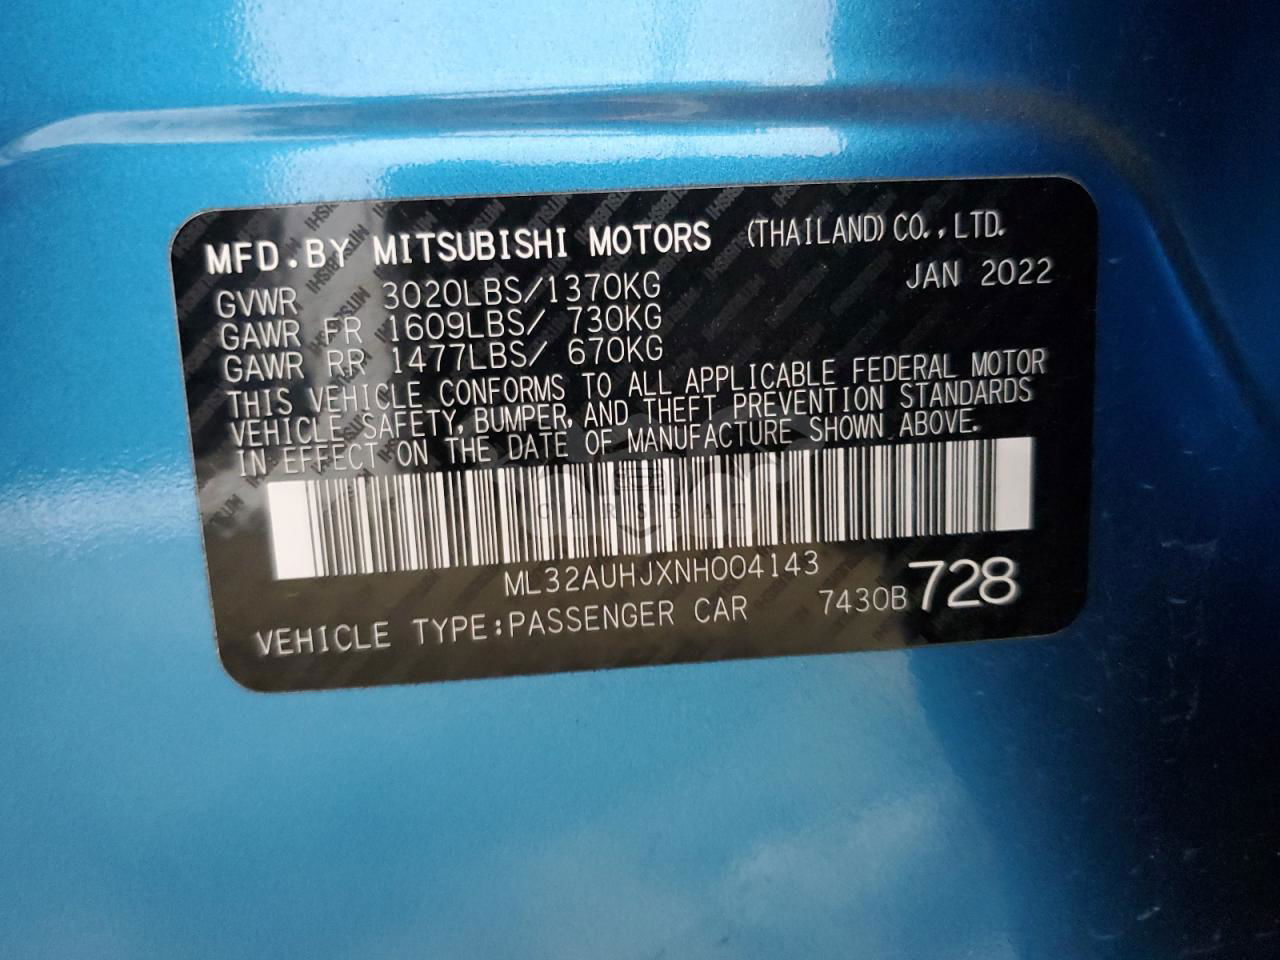 MFD.BY MITSUBISHI MOTORS (THAILAND) CO.,LTD.
JAN 2022
GVWR 3020LBS/1370KG
GAWR FR 1609LBS/ 730KG
GAWR RR 1477LBS/ 670KG
THIS VEHICLE CONFORMS TO ALL APPLICABLE FEDERAL MOTOR
VEHICLE SAFETY, BUMPER, AND THEFT PREVENTION STANDARDS
IN EFFECT ON THE DATE OF MANUFACTURE SHOWN ABOVE.
ML32AUHJXNH004143
VEHICLE TYPE:PASSENGER CAR 7430B 728